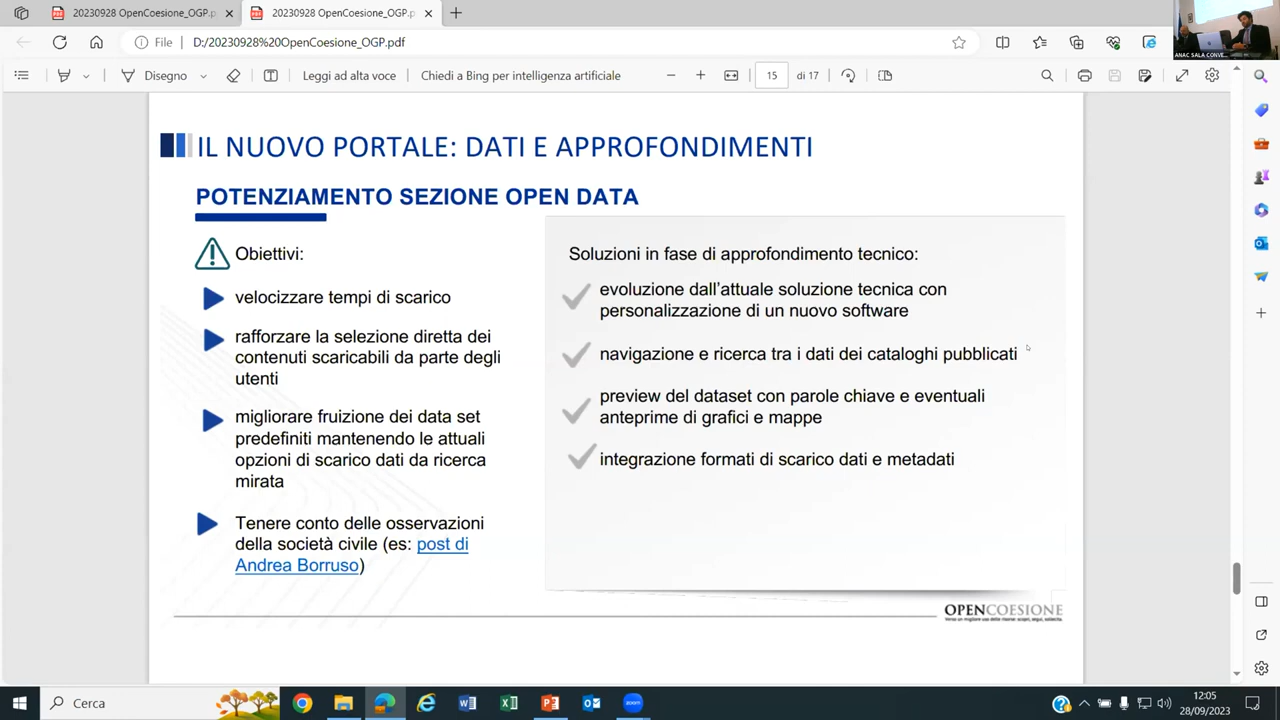 20230928 OpenCoesione_OGP.p
20230928 OpenCoesione_OGP.p
File
D:/20230928%20OpenCoesione_OGP.pdf
ANAC SALA CONVE...
Disegno
Leggi ad alta voce
Chiedi a Bing per intelligenza artificiale
15
di 17
IL NUOVO PORTALE: DATI E APPROFONDIMENTI
POTENZIAMENTO SEZIONE OPEN DATA
Obiettivi:
velocizzare tempi di scarico
rafforzare la selezione diretta dei
contenuti scaricabili da parte degli
utenti
migliorare fruizione dei data set
predefiniti mantenendo le attuali
opzioni di scarico dati da ricerca
mirata
Tenere conto delle osservazioni
della società civile (es: post di
Andrea Borruso)
Soluzioni in fase di approfondimento tecnico:
evoluzione dall’attuale soluzione tecnica con
personalizzazione di un nuovo software
navigazione e ricerca tra i dati dei cataloghi pubblicati
preview del dataset con parole chiave e eventuali
anteprime di grafici e mappe
integrazione formati di scarico dati e metadati
OPENCOESIONE
Cerca
12:05
28/09/2023